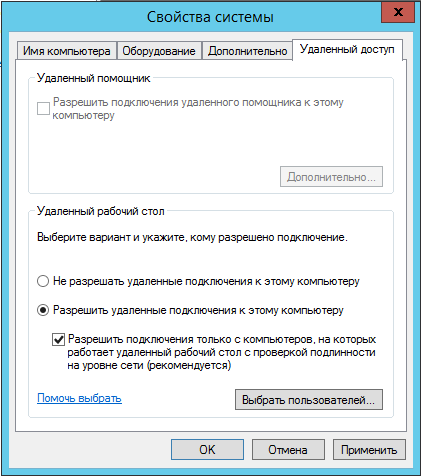 Свойства системы
x
Имя компьютера
Оборудование
Дополнительно
Удаленный доступ
Удаленный помощник
Разрешить подключения удаленного помощника к этому
компьютеру
Дополнительно...
Удаленный рабочий стол
Выберите вариант и укажите, кому разрешено подключение.
Не разрешать удаленные подключения к этому компьютеру
Разрешить удаленные подключения к этому компьютеру
Разрешить подключения только с компьютеров, на которых
работает удаленный рабочий стол с проверкой подлинности
на уровне сети (рекомендуется)
Помочь выбрать
Выбрать пользователей...
OK
Отмена
Применить